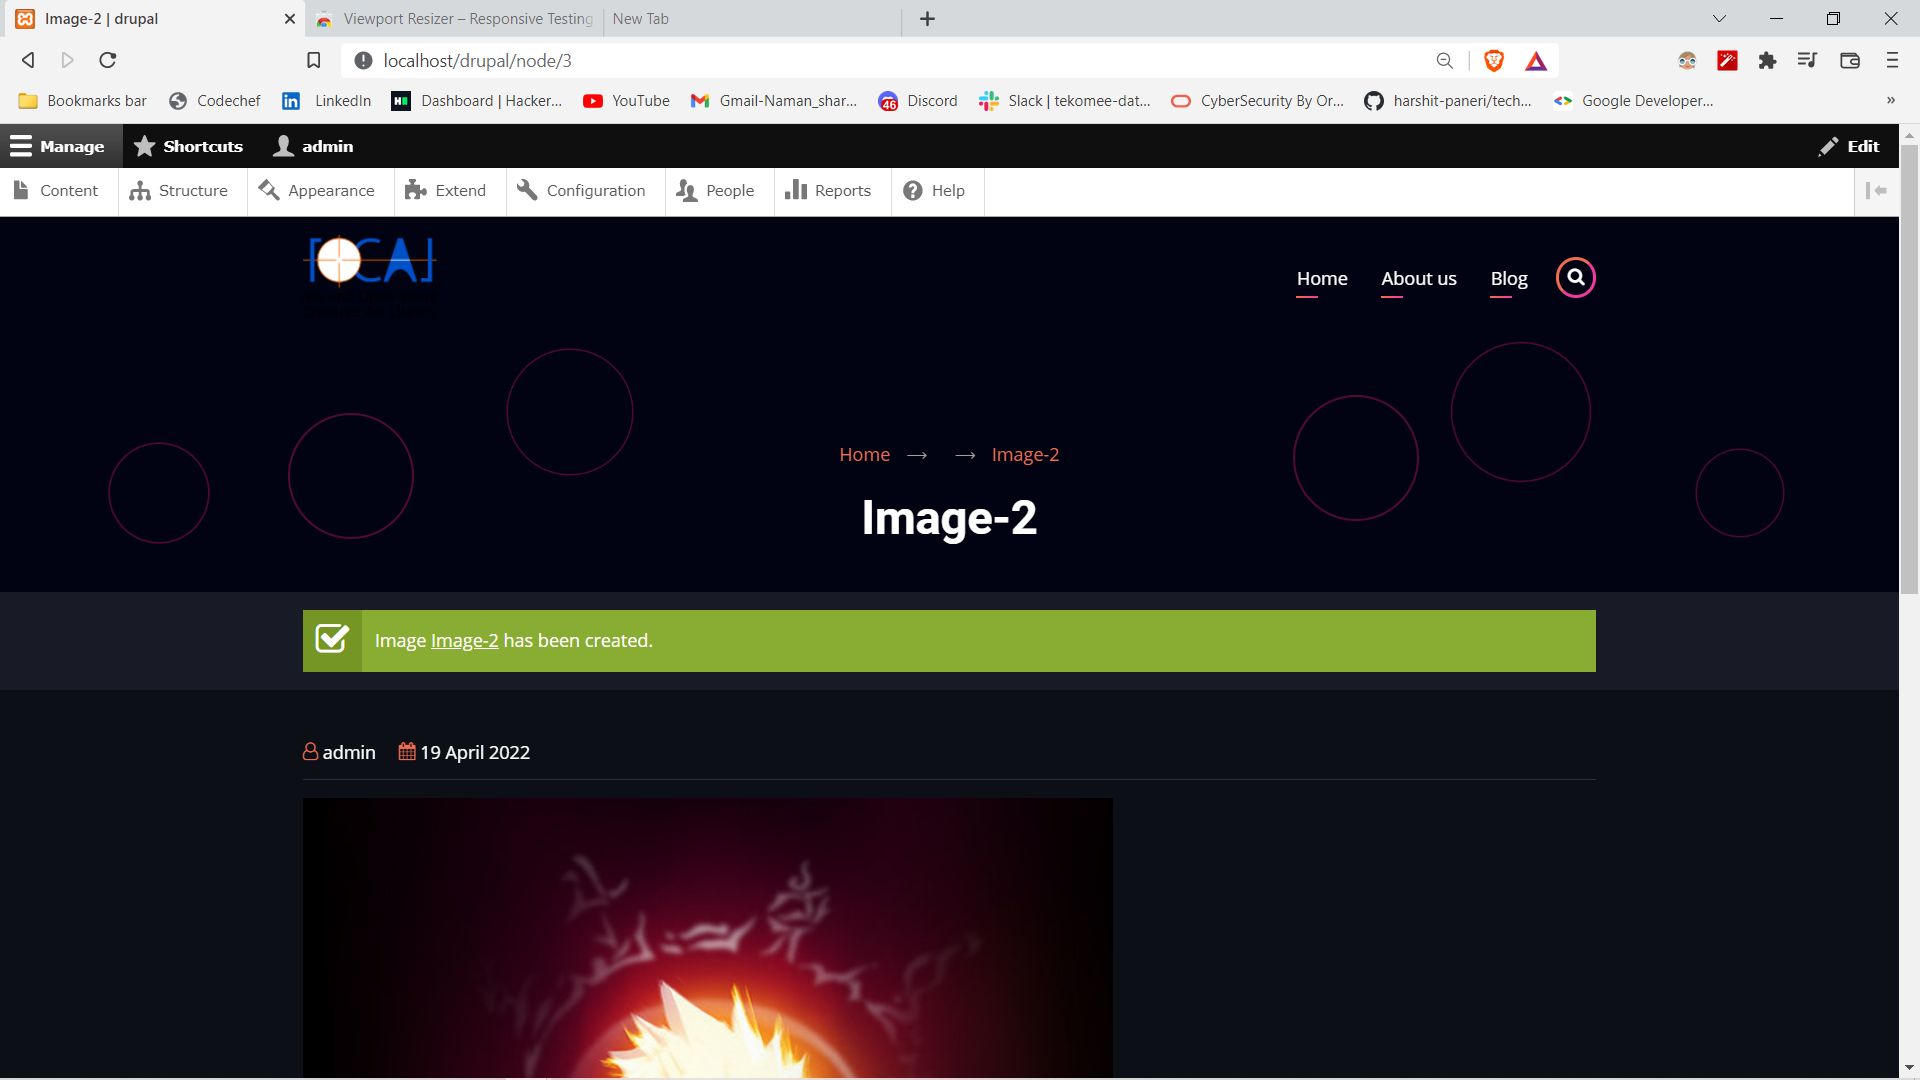 Image-2 | drupal
Viewport Resizer – Responsive Testing
New Tab
localhost/drupal/node/3
Bookmarks bar
Codechef
LinkedIn
Dashboard | Hacker...
YouTube
Gmail-Naman_shar...
46
Discord
Slack | tekomee-dat...
CyberSecurity By Or...
harshit-paneri/tech...
Google Developer...
»
Manage
Shortcuts
admin
Edit
Content
Structure
Appearance
Extend
Configuration
People
Reports
Help
Home
About us
Blog
Home → → Image-2
Image-2
Image Image-2 has been created.
admin 19 April 2022